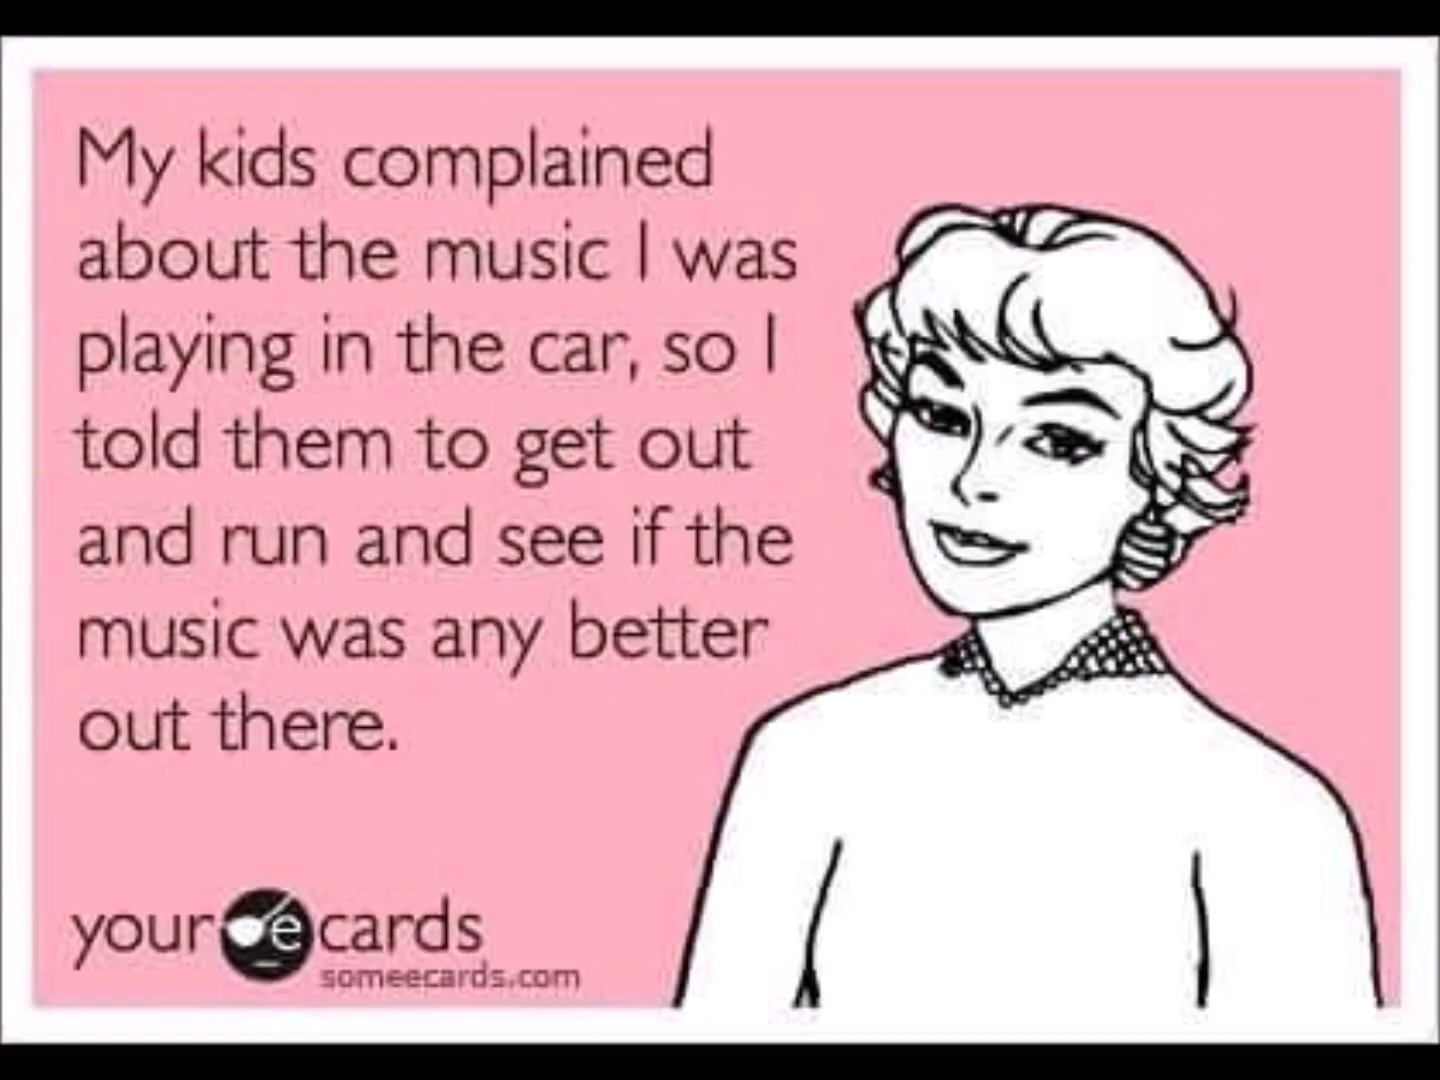 My kids complained
about the music I was
playing in the car, so I
told them to get out
and run and see if the
music was any better
out there.
your e cards
someecards.com